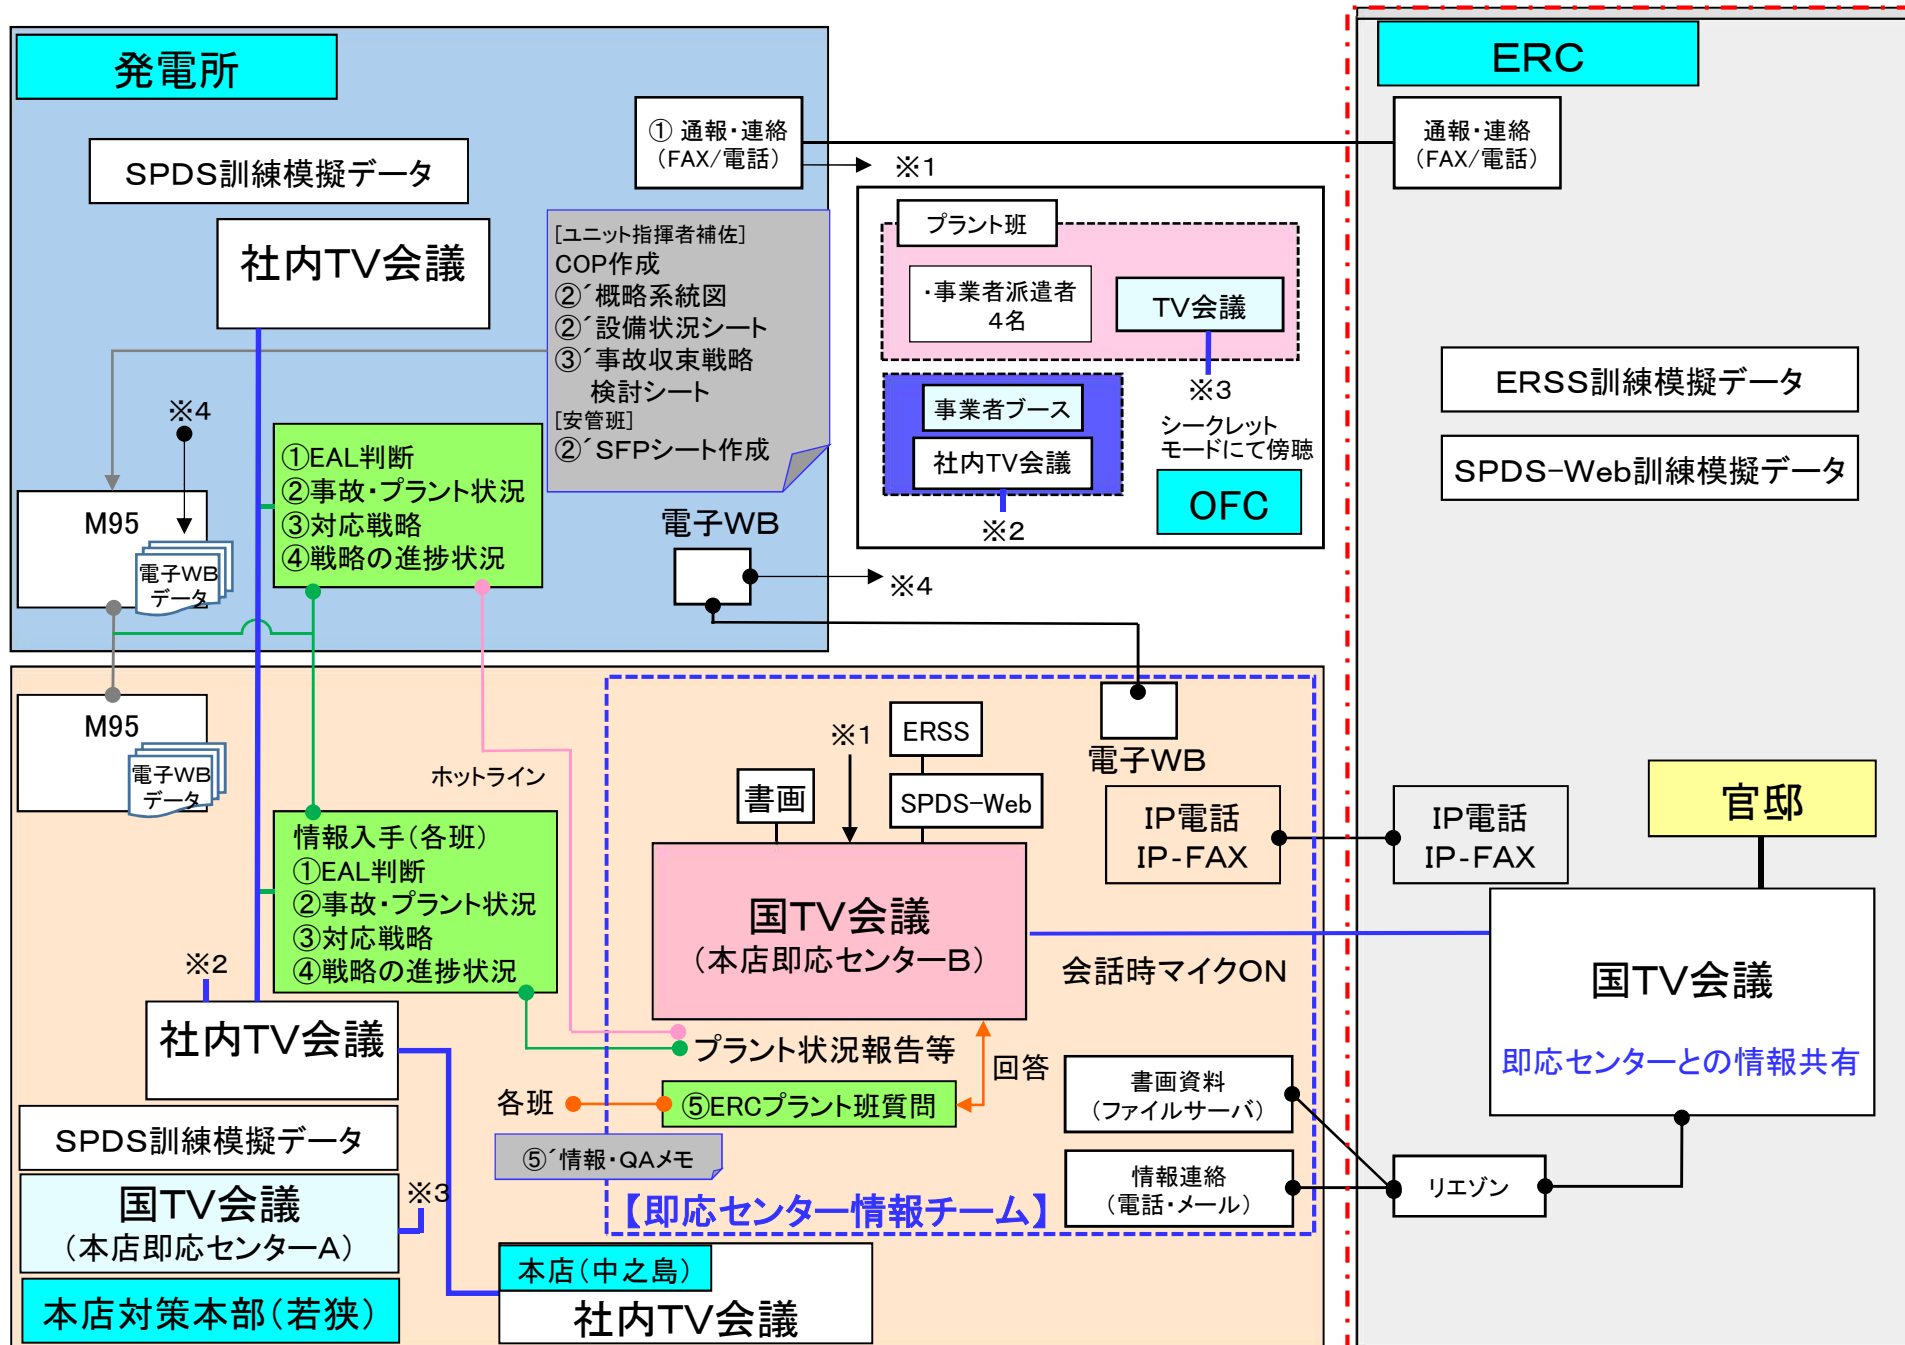 発電所
SPDS訓練模擬データ
社内TV会議
① 通報・連絡
(FAX/電話)
※1
[ユニット指揮者補佐]
COP作成
②´概略系統図
②´設備状況シート
③´事故収束戦略
検討シート
[安管班]
②´SFPシート作成
※4
①EAL判断
②事故・プラント状況
③対応戦略
④戦略の進捗状況
M95
電子WB
データ
電子WB
※4
プラント班
・事業者派遣者
4名
TV会議
※3
シークレット
モードにて傍聴
事業者ブース
社内TV会議
※2
OFC
ERC
通報・連絡
(FAX/電話)
ERSS訓練模擬データ
SPDS-Web訓練模擬データ
官邸
IP電話
IP-FAX
国TV会議
即応センターとの情報共有
リエゾン
M95
電子WB
データ
ホットライン
情報入手(各班)
①EAL判断
②事故・プラント状況
③対応戦略
④戦略の進捗状況
※2
社内TV会議
SPDS訓練模擬データ
国TV会議
(本店即応センターA)
※3
本店対策本部(若狭)
本店(中之島)
社内TV会議
※1
ERSS
書画
SPDS-Web
電子WB
IP電話
IP-FAX
国TV会議
(本店即応センターB)
会話時マイクON
プラント状況報告等
回答
各班
⑤ERCプラント班質問
⑤´情報・QAメモ
書画資料
(ファイルサーバ)
情報連絡
(電話・メール)
【即応センター情報チーム】